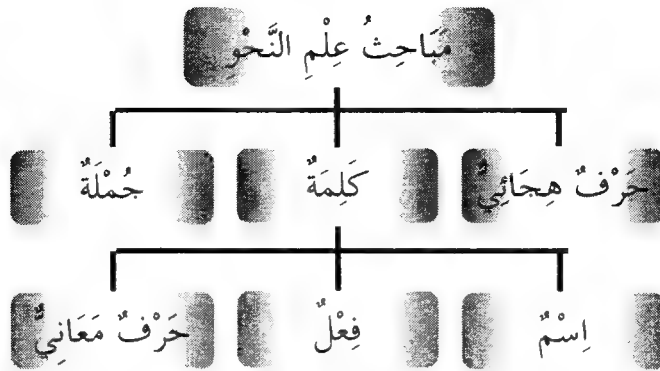 مَبَاحِثُ عِلْمِ النَّحْوِ
حَرْفٌ هِجَائِيٌّ كَلِمَةٌ جُمْلَةٌ
اِسْمٌ فِعْلٌ حَرْفٌ مَعَانِيٌّ